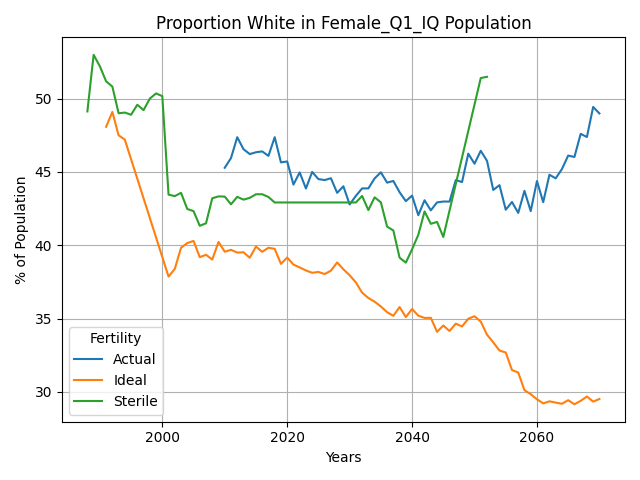 Proportion White in Female_Q1_IQ Population
% of Population
50
45
40
35
30
Fertility
Actual
Ideal
Sterile
2000
2020
2040
2060
Years